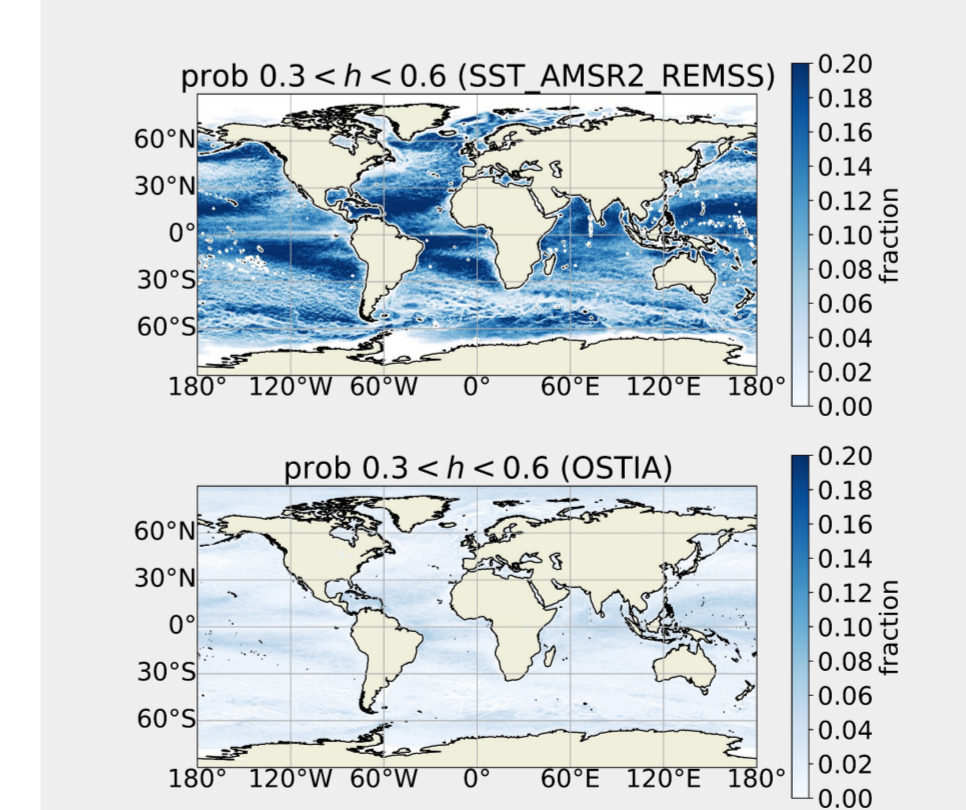 prob 0.3 < h < 0.6 (SST_AMSR2_REMSS)
60°N
30°N
0°
30°S
60°S
180° 120°W 60°W 0° 60°E 120°E 180°
0.20
0.18
0.16
0.14
0.12
0.10
0.08
0.06
0.04
0.02
0.00
fraction
prob 0.3 < h < 0.6 (OSTIA)
60°N
30°N
0°
30°S
60°S
180° 120°W 60°W 0° 60°E 120°E 180°
0.20
0.18
0.16
0.14
0.12
0.10
0.08
0.06
0.04
0.02
0.00
fraction